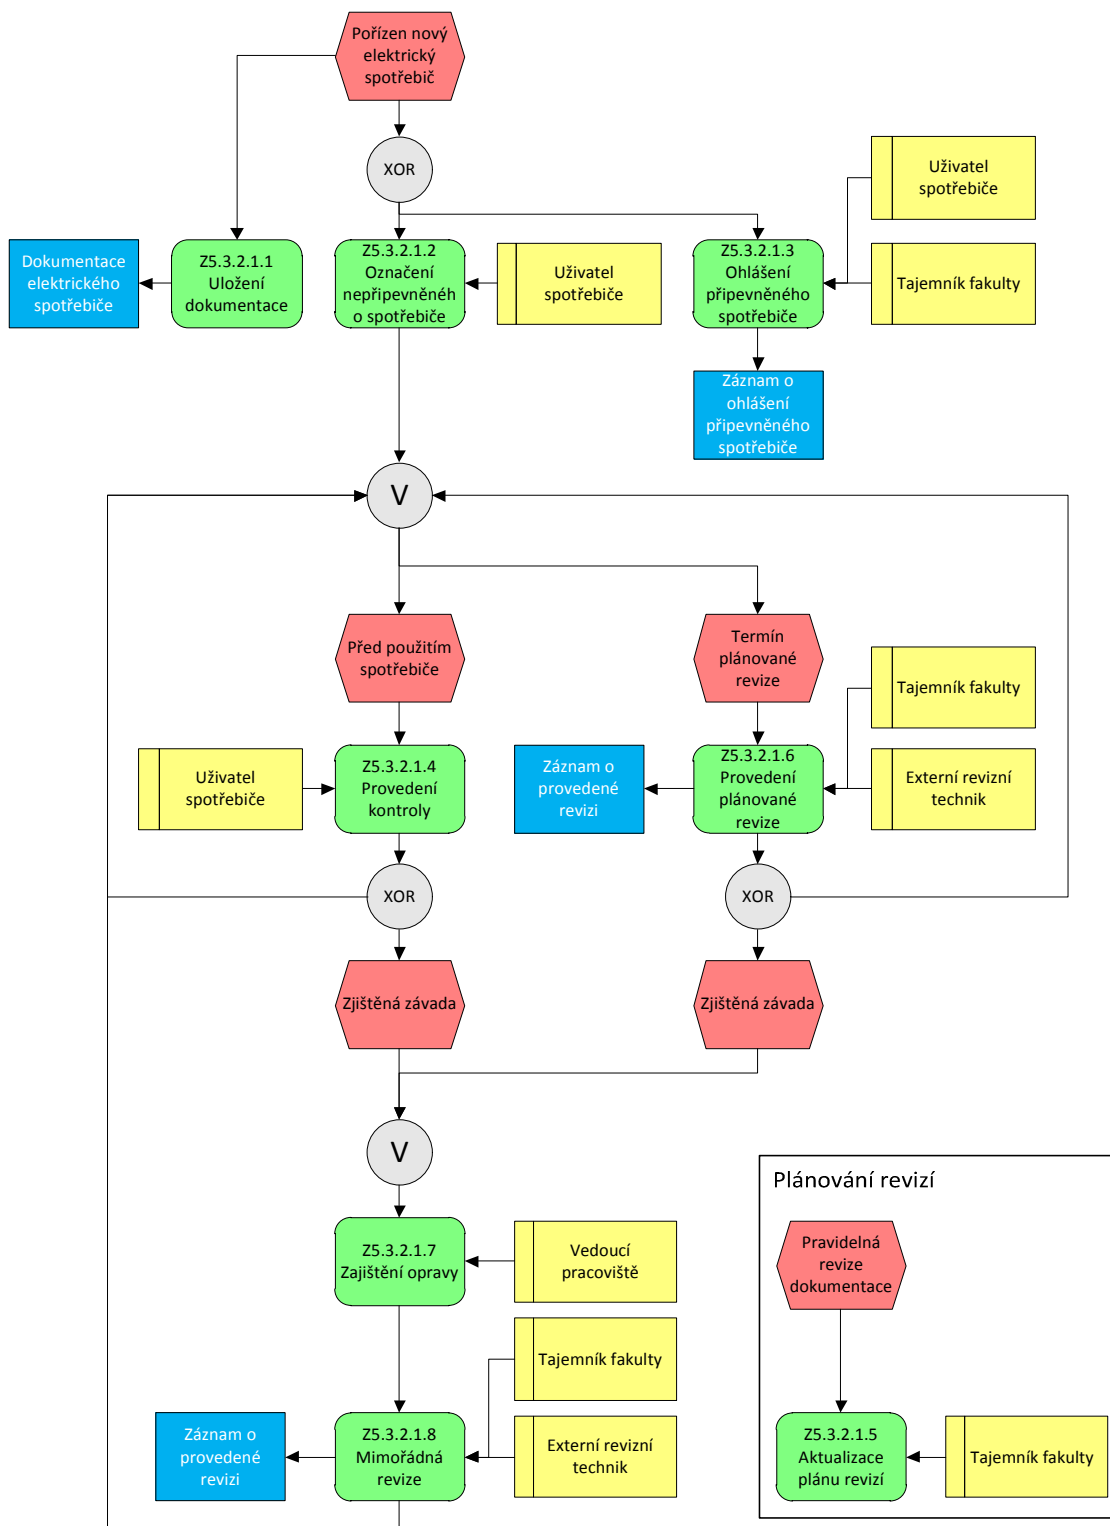 Pořízen nový
elektrický
spotřebič
XOR
Uživatel
spotřebiče
Dokumentace
elektrického
spotřebiče
Z5.3.2.1.1
Uložení
dokumentace
Z5.3.2.1.2
Označení
nepřipevněnéh
o spotřebiče
Uživatel
spotřebiče
Z5.3.2.1.3
Ohlášení
připevněného
spotřebiče
Tajemník fakulty
Záznam o
ohlášení
připevněného
spotřebiče
V
Před použitím
spotřebiče
Termín
plánované
revize
Tajemník fakulty
Uživatel
spotřebiče
Z5.3.2.1.4
Provedení
kontroly
Záznam o
provedené
revizi
Z5.3.2.1.6
Provedení
plánované
revize
Externí revizní
technik
XOR
XOR
Zjištěná závada
Zjištěná závada
V
Plánování revizí
Z5.3.2.1.7
Zajištění opravy
Vedoucí
pracoviště
Pravidelná
revize
dokumentace
Tajemník fakulty
Záznam o
provedené
revizi
Z5.3.2.1.8
Mimořádná
revize
Externí revizní
technik
Z5.3.2.1.5
Aktualizace
plánu revizí
Tajemník fakulty